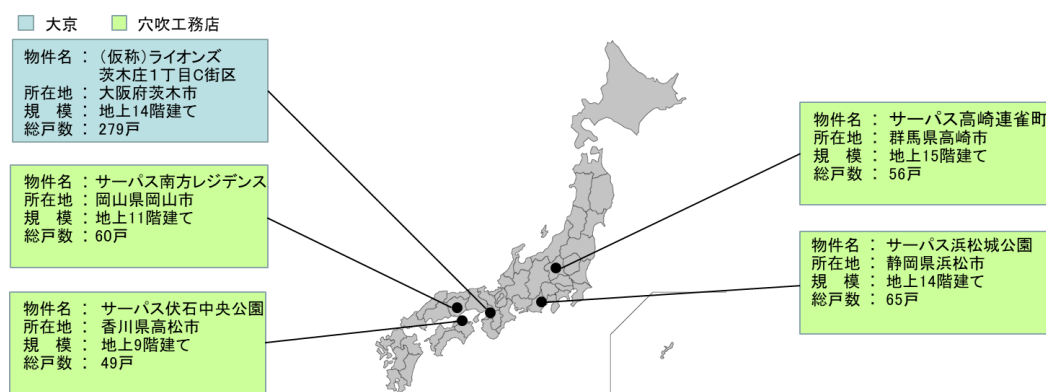 大京 穴吹工務店
物件名 : (仮称)ライオンズ
茨木庄1丁目C街区
所在地 : 大阪府茨木市
規 模 : 地上14階建て
総戸数 : 279戸
物件名 : サーパス南方レジデンス
所在地 : 岡山県岡山市
規 模 : 地上11階建て
総戸数 : 60戸
物件名 : サーパス伏石中央公園
所在地 : 香川県高松市
規 模 : 地上9階建て
総戸数 : 49戸
物件名 : サーパス高崎連雀町
所在地 : 群馬県高崎市
規 模 : 地上15階建て
総戸数 : 56戸
物件名 : サーパス浜松城公園
所在地 : 静岡県浜松市
規 模 : 地上14階建て
総戸数 : 65戸